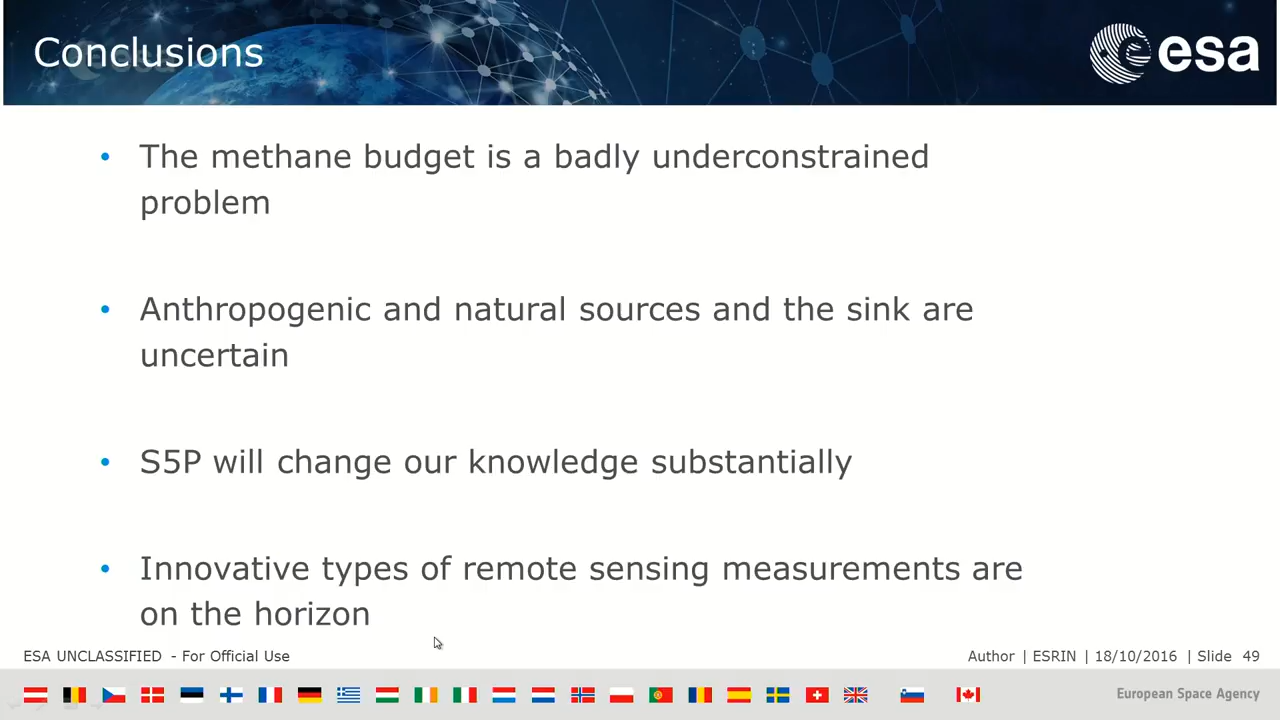 Conclusions
esa
• The methane budget is a badly underconstrained
problem
• Anthropogenic and natural sources and the sink are
uncertain
• S5P will change our knowledge substantially
• Innovative types of remote sensing measurements are
on the horizon
ESA UNCLASSIFIED - For Official Use
Author | ESRIN | 18/10/2016 | Slide 49
European Space Agency